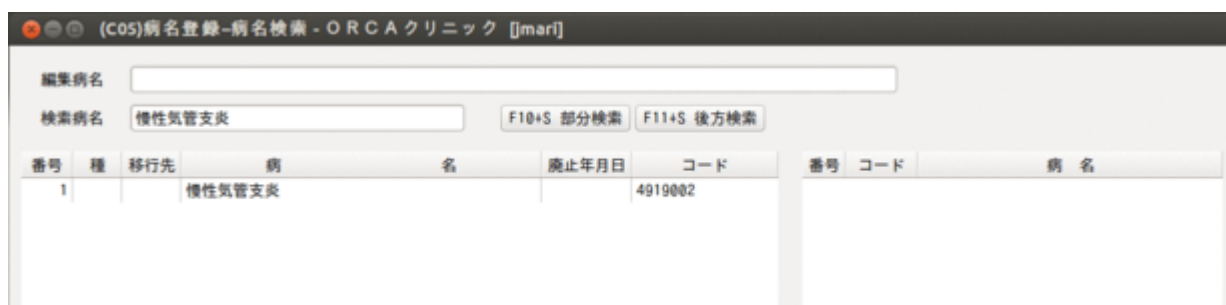 (C05)病名登録−病名検索 - ＯＲＣＡクリニック [jmari]
編集病名
検索病名 慢性気管支炎 F10+S 部分検索 F11+S 後方検索
番号 種 移行先 病 名 廃止年月日 コード 番号 コード 病 名
1 慢性気管支炎 4919002